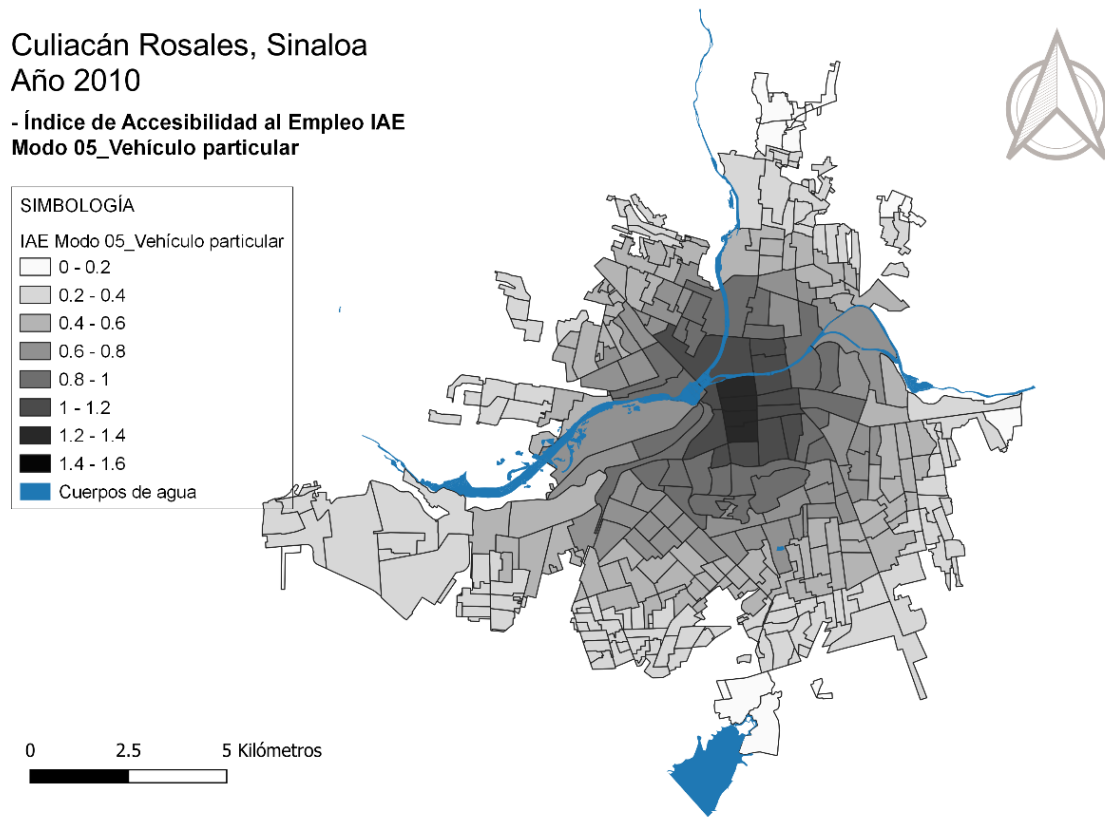 Culiacán Rosales, Sinaloa
Año 2010
- Índice de Accesibilidad al Empleo IAE
Modo 05_Vehículo particular
SIMBOLOGÍA
IAE Modo 05_Vehículo particular
0 - 0.2
0.2 - 0.4
0.4 - 0.6
0.6 - 0.8
0.8 - 1
1 - 1.2
1.2 - 1.4
1.4 - 1.6
Cuerpos de agua
0 2.5 5 Kilómetros